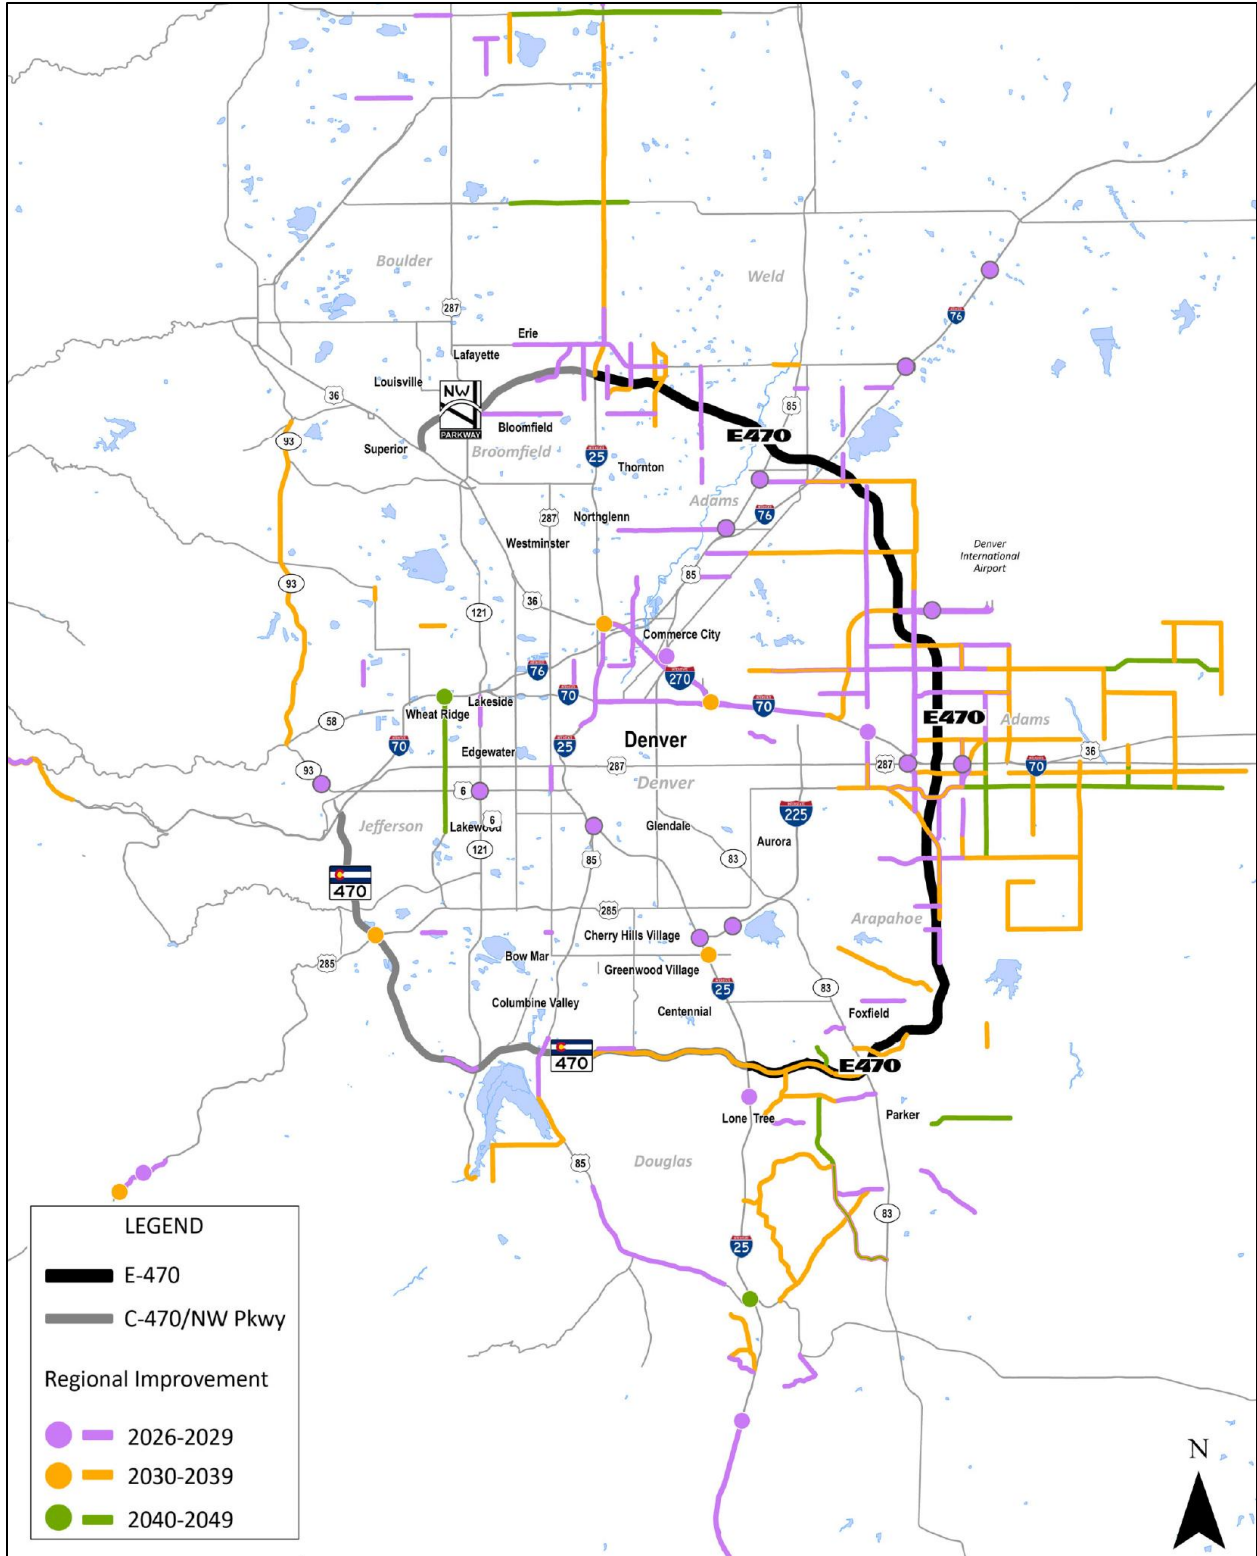 Boulder
Weld
287
76
Erie
Lafayette
Louisville
NW
PARKWAY
36
85
Bloomfield
E470
93
Superior
Broomfield
25
Thornton
Adams
76
287
Northglenn
Westminster
Denver
International
Airport
85
93
36
121
Commerce City
76
270
70
Lakeside
70
Wheat Ridge
58
E470
Adams
70
25
Denver
Edgewater
36
93
287
287
70
6
Denver
225
Jefferson
Lakewood
6
Glendale
Aurora
121
85
83
470
285
Arapahoe
Cherry Hills Village
285
Bow Mar
Greenwood Village
25
83
Columbine Valley
Centennial
Foxfield
470
E470
Lone Tree
Parker
85
Douglas
83
25
LEGEND
E-470
C-470/NW Pkwy
Regional Improvement
2026-2029
2030-2039
2040-2049
N